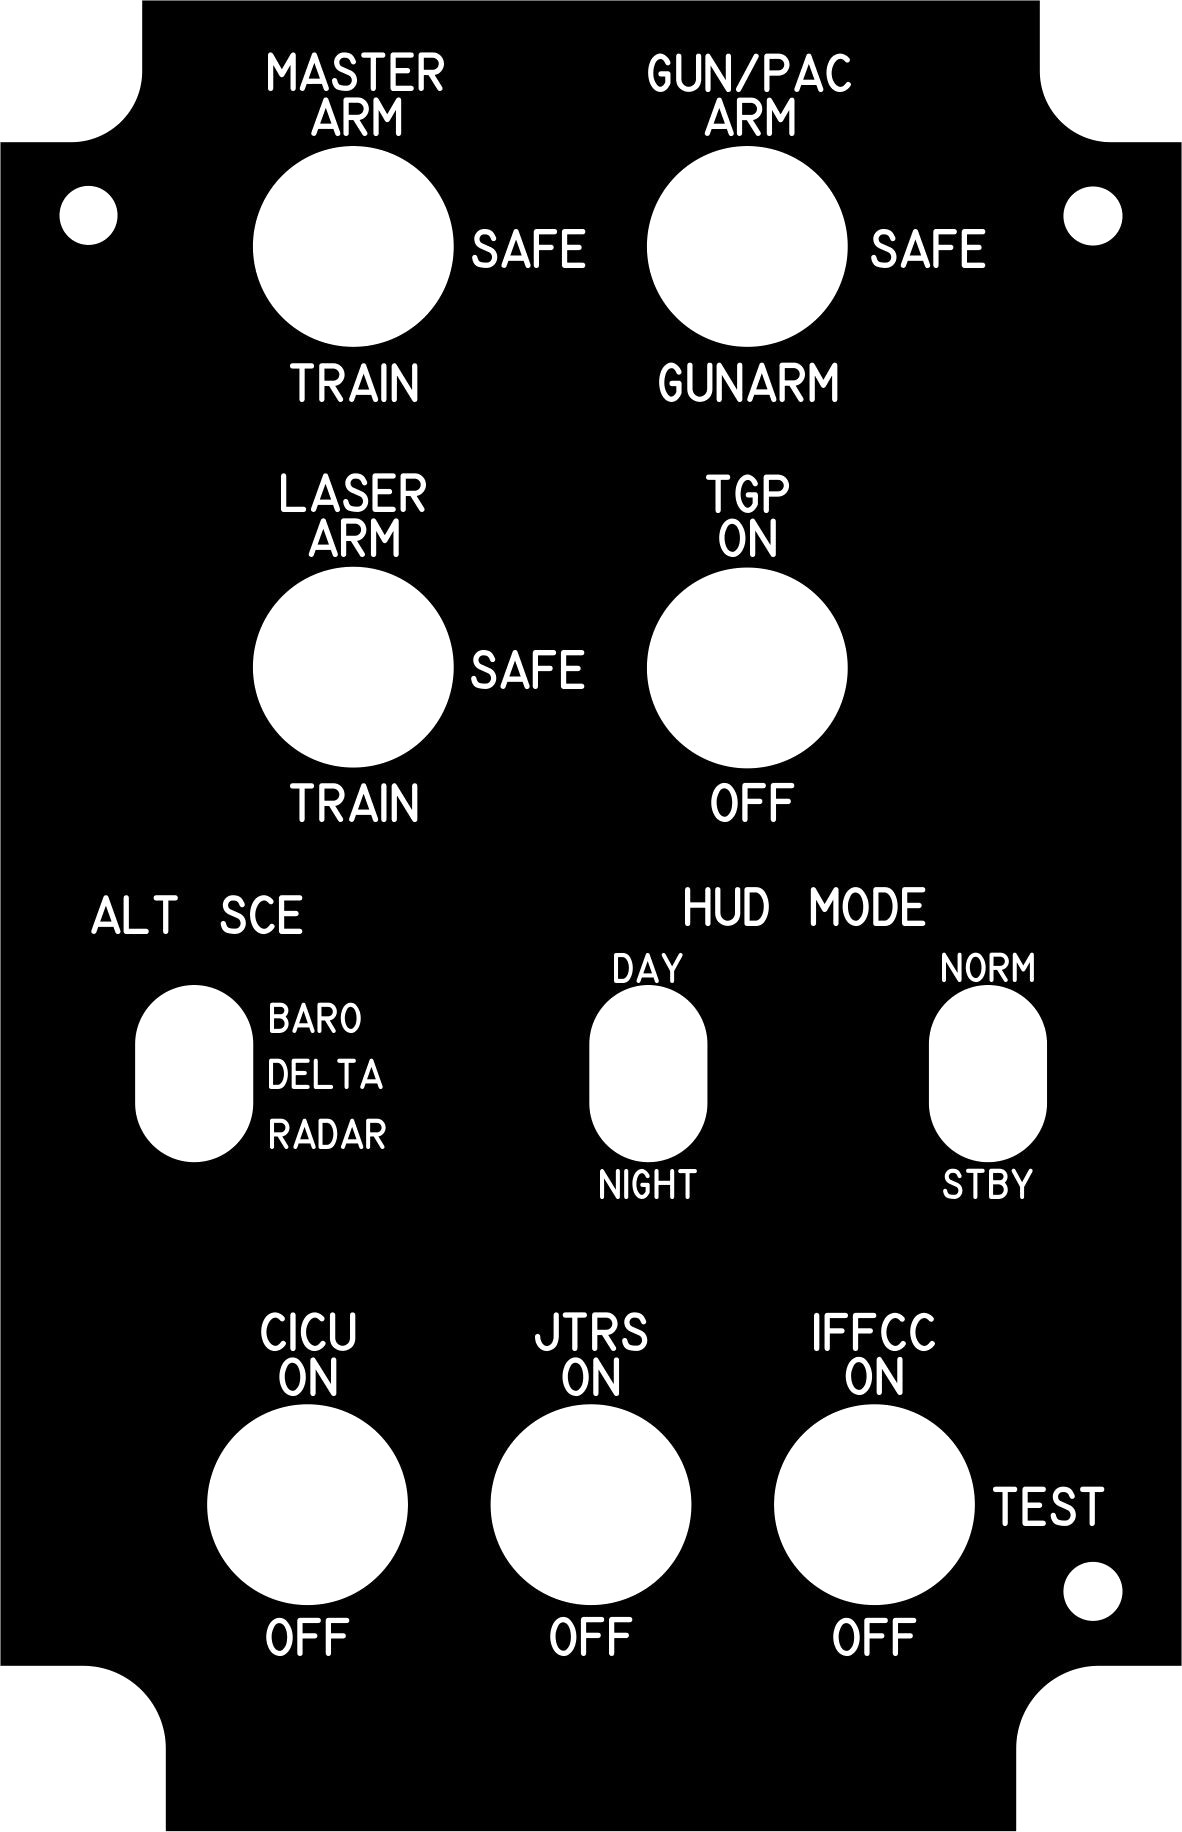 MASTER
ARM
GUN/PAC
ARM
SAFE
SAFE
TRAIN
GUNARM
LASER
ARM
TGP
ON
SAFE
TRAIN
OFF
ALT SCE
HUD MODE
DAY
NORM
BARO
DELTA
RADAR
NIGHT
STBY
CICU
ON
JTRS
ON
IFFCC
ON
TEST
OFF
OFF
OFF